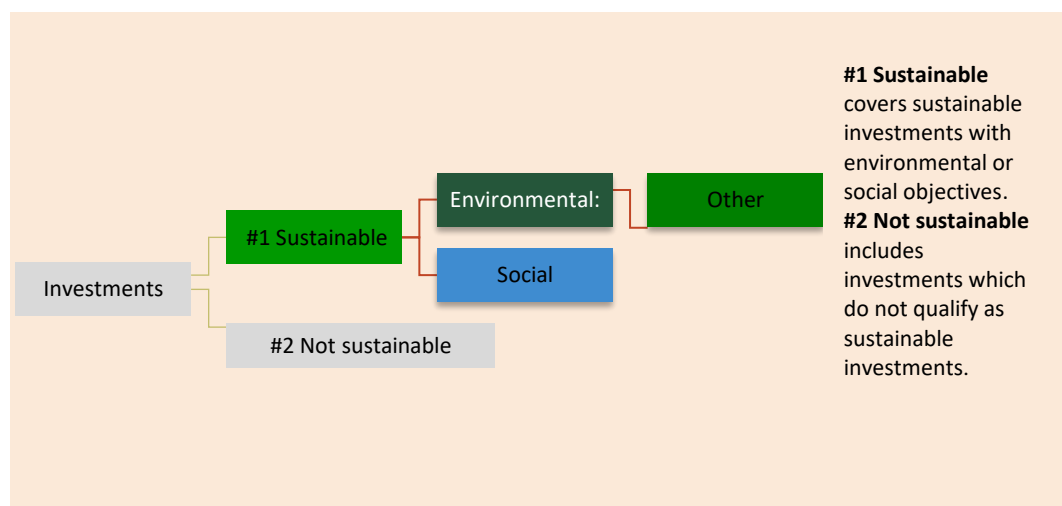 Investments
#1 Sustainable
#2 Not sustainable
Environmental:
Social
Other
#1 Sustainable
covers sustainable
investments with
environmental or
social objectives.
#2 Not sustainable
includes
investments which
do not qualify as
sustainable
investments.